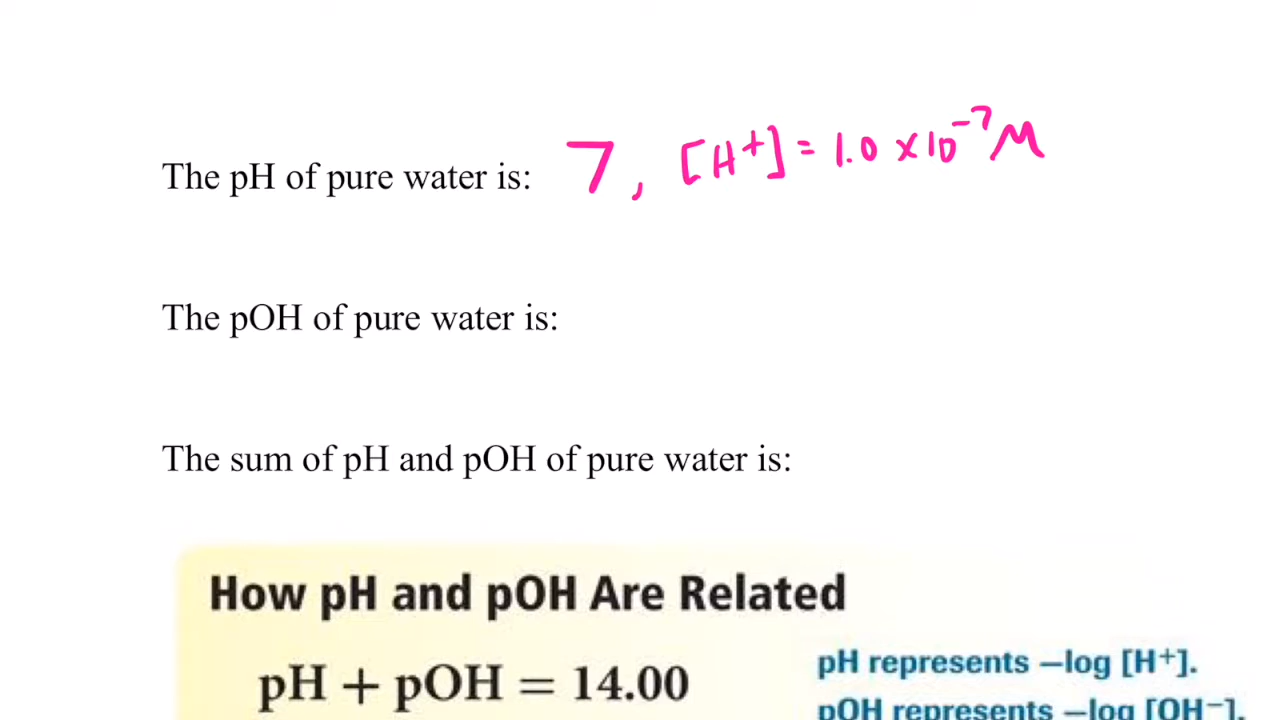 The pH of pure water is: 7, [H⁺] = 1.0 × 10⁻⁷ M
The pOH of pure water is:
The sum of pH and pOH of pure water is:
How pH and pOH Are Related
pH + pOH = 14.00
pH represents −log [H⁺].
pOH represents −log [OH⁻].